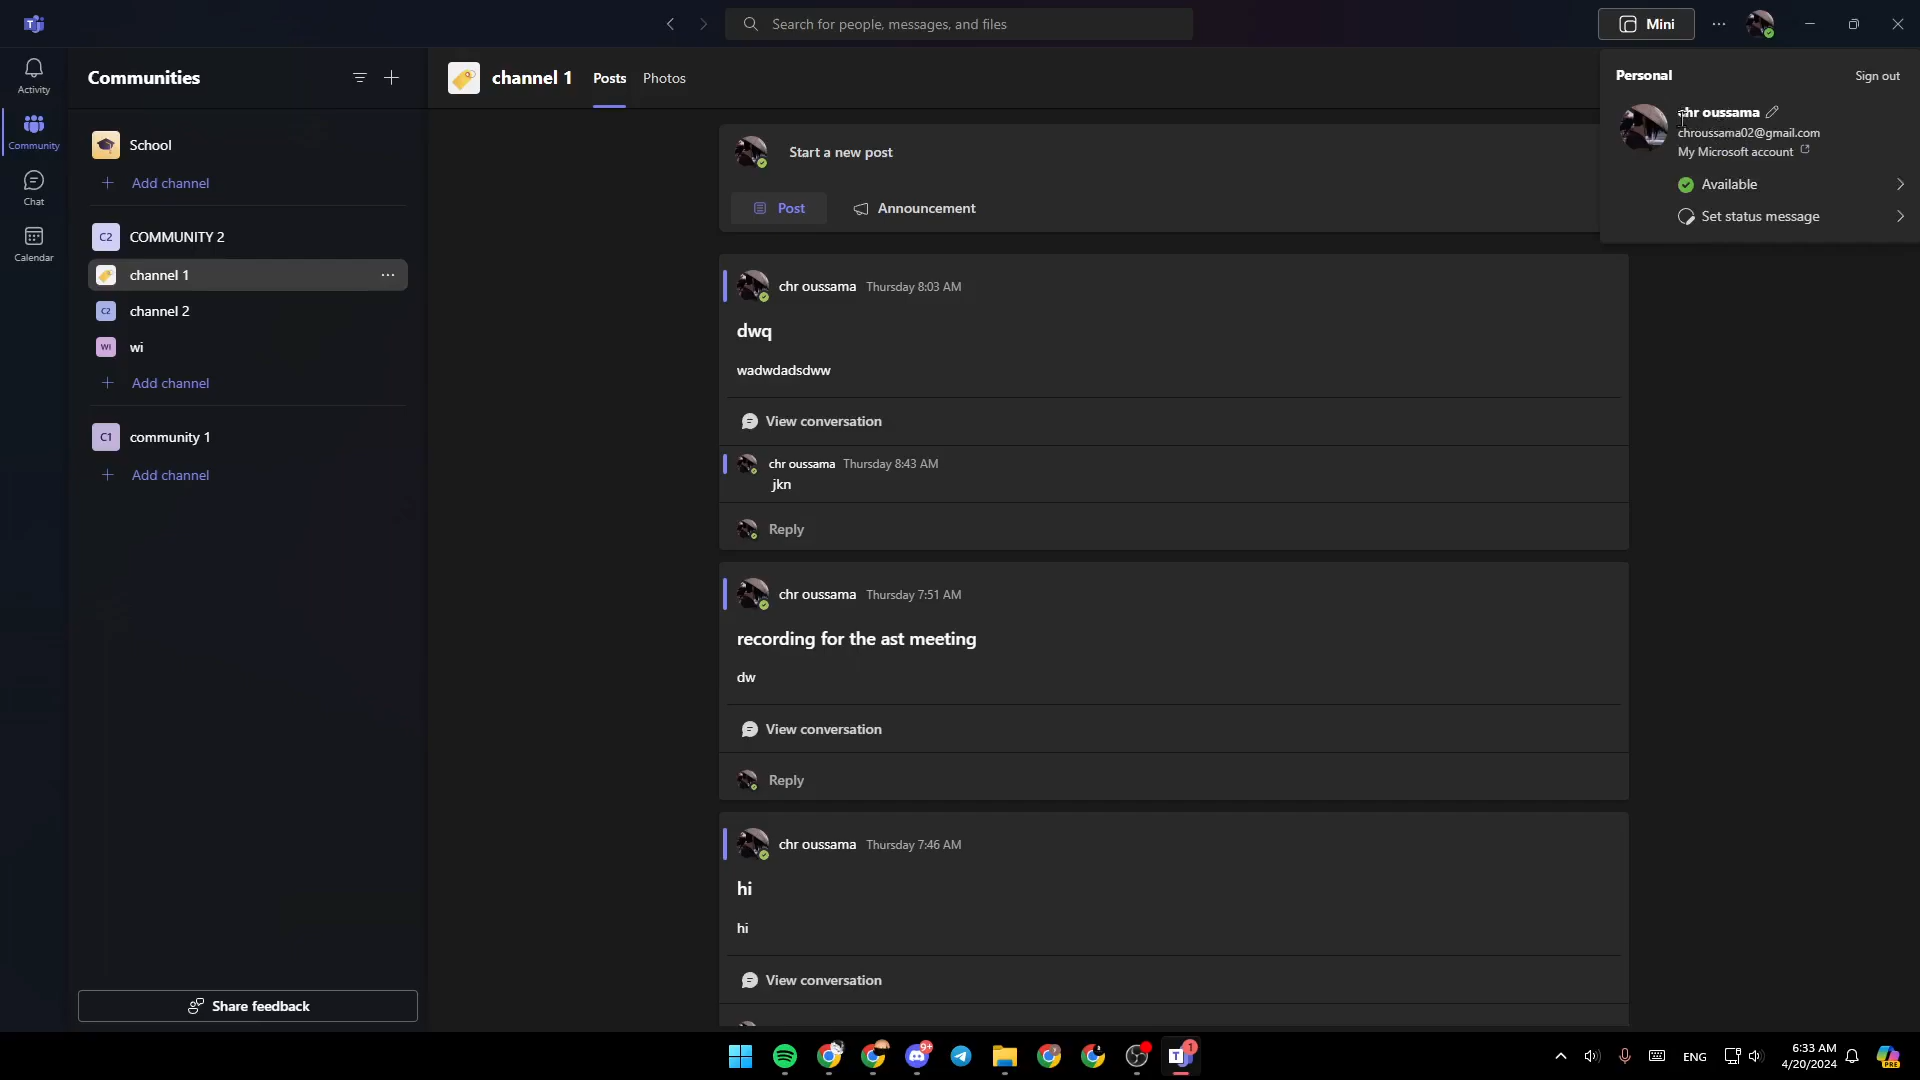 Search for people, messages, and files
Mini
Activity
Community
Chat
Calendar
Communities
School
Add channel
C2 COMMUNITY 2
channel 1
C2 channel 2
WI wi
Add channel
C1 community 1
Add channel
Share feedback
channel 1 Posts Photos
Start a new post
Post Announcement
chr oussama Thursday 8:03 AM
dwq
wadwdadsdww
View conversation
chr oussama Thursday 8:43 AM
jkn
Reply
chr oussama Thursday 7:51 AM
recording for the ast meeting
dw
View conversation
Reply
chr oussama Thursday 7:46 AM
hi
hi
View conversation
Personal Sign out
chr oussama
chroussama02@gmail.com
My Microsoft account
Available
Set status message
9+
1
ENG
6:33 AM
4/20/2024
PRE